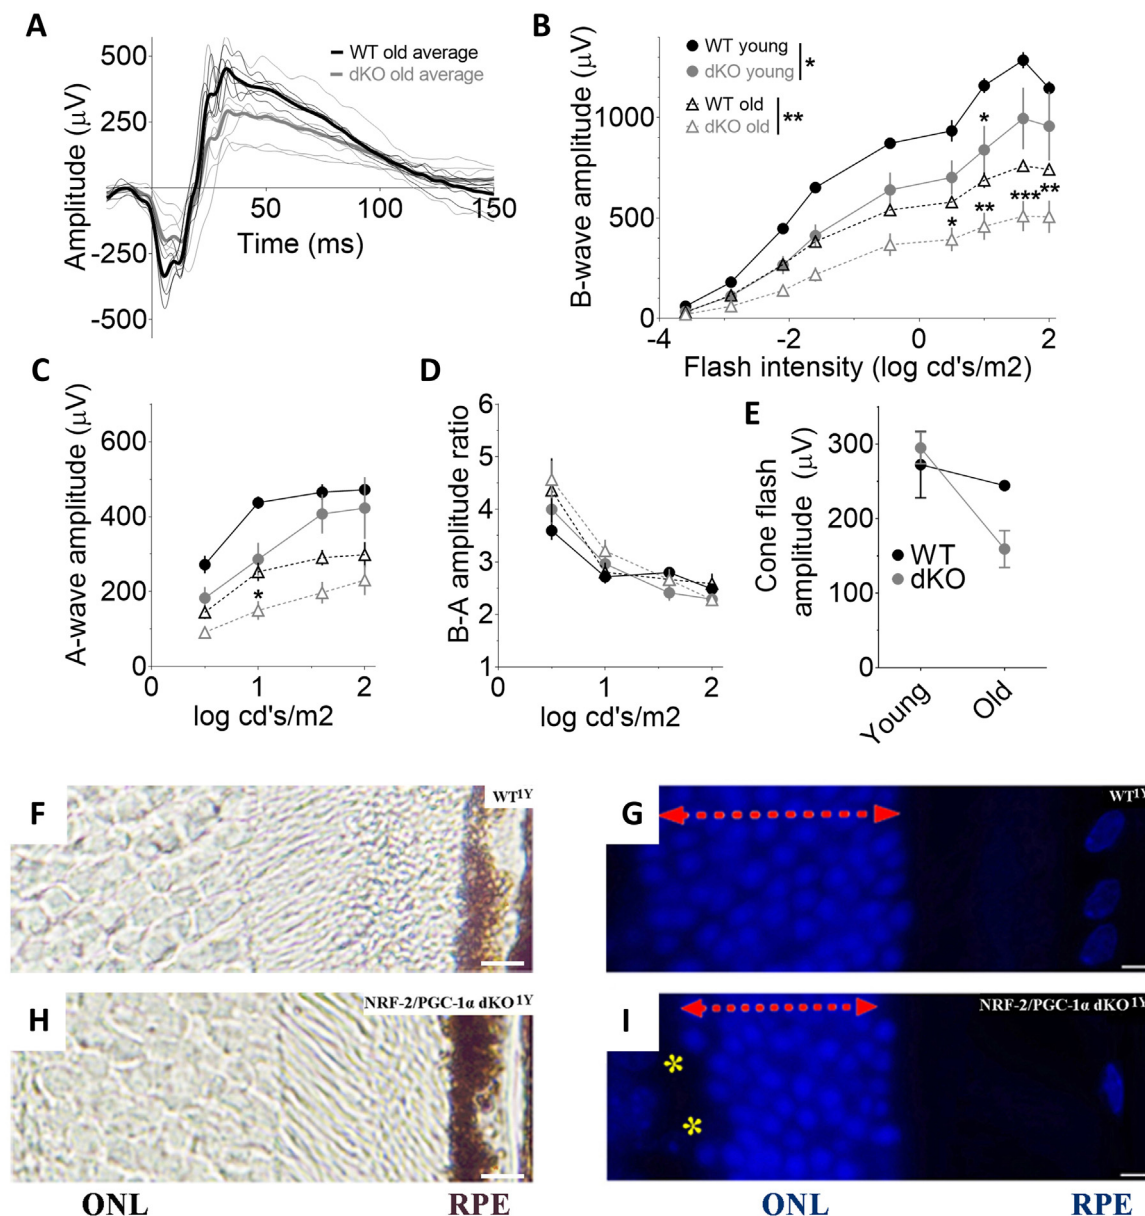 A
500
250
-250
-500
Amplitude (μV)
WT old average
dKO old average
50
100
150
Time (ms)
B
B-wave amplitude (μV)
WT young
dKO young
*
WT old
dKO old
**
1000
500
0
*
*
**
***
**
-4
-2
0
2
Flash intensity (log cd's/m2)
C
A-wave amplitude (μV)
600
400
200
0
*
0
1
2
log cd's/m2
D
B-A amplitude ratio
6
5
4
3
2
1
0
1
2
log cd's/m2
E
Cone flash
amplitude (μV)
300
200
100
0
WT
dKO
Young
Old
F
WT1Y
G
WT1Y
H
NRF-2/PGC-1α dKO1Y
I
NRF-2/PGC-1α dKO1Y
*
*
ONL
RPE
ONL
RPE